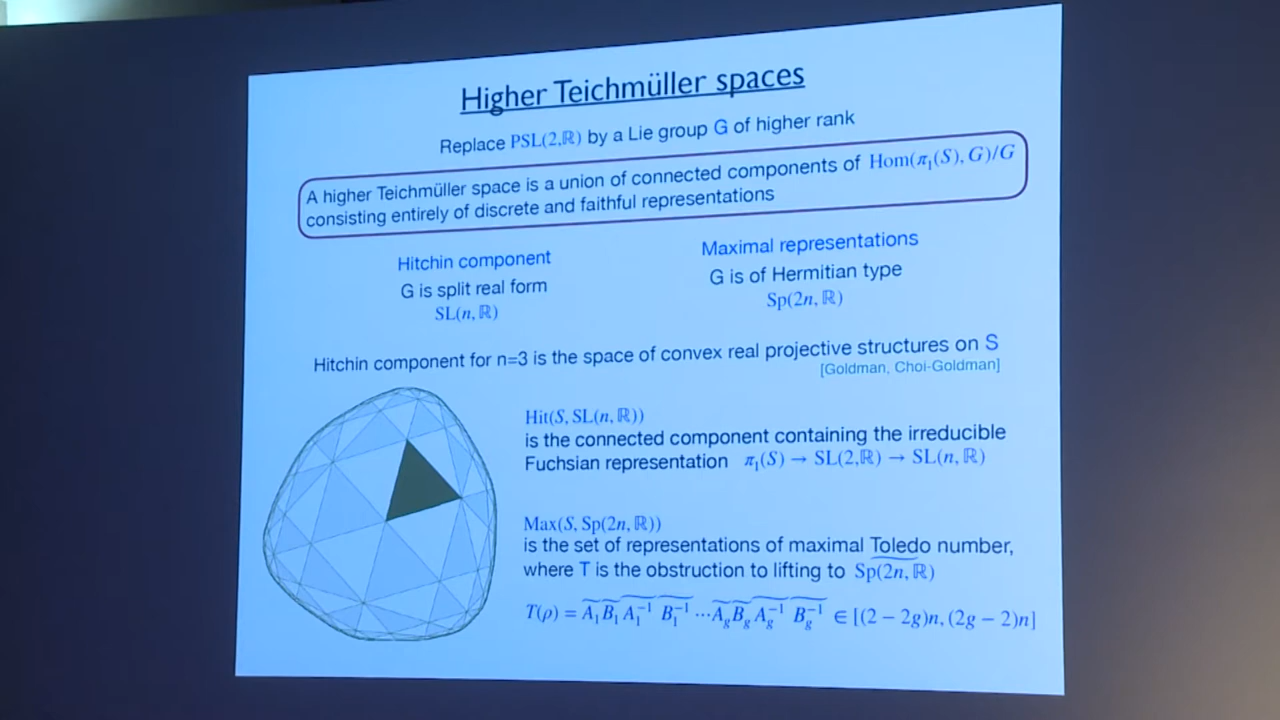 Higher Teichmüller spaces
Replace PSL(2,ℝ) by a Lie group G of higher rank
A higher Teichmüller space is a union of connected components of Hom(π₁(S), G)/G
consisting entirely of discrete and faithful representations
Hitchin component
G is split real form
SL(n, ℝ)
Maximal representations
G is of Hermitian type
Sp(2n, ℝ)
Hitchin component for n=3 is the space of convex real projective structures on S
[Goldman, Choi-Goldman]
Hit(S, SL(n, ℝ))
is the connected component containing the irreducible
Fuchsian representation π₁(S) → SL(2,ℝ) → SL(n, ℝ)
Max(S, Sp(2n, ℝ))
is the set of representations of maximal Toledo number,
where T is the obstruction to lifting to S͠p(2n, ℝ)
T(ρ) = Ã₁B̃₁Ã₁⁻¹ B̃₁⁻¹ ⋯ Ã_gB̃_gÃ_g⁻¹ B̃_g⁻¹ ∈ [(2 − 2g)n, (2g − 2)n]